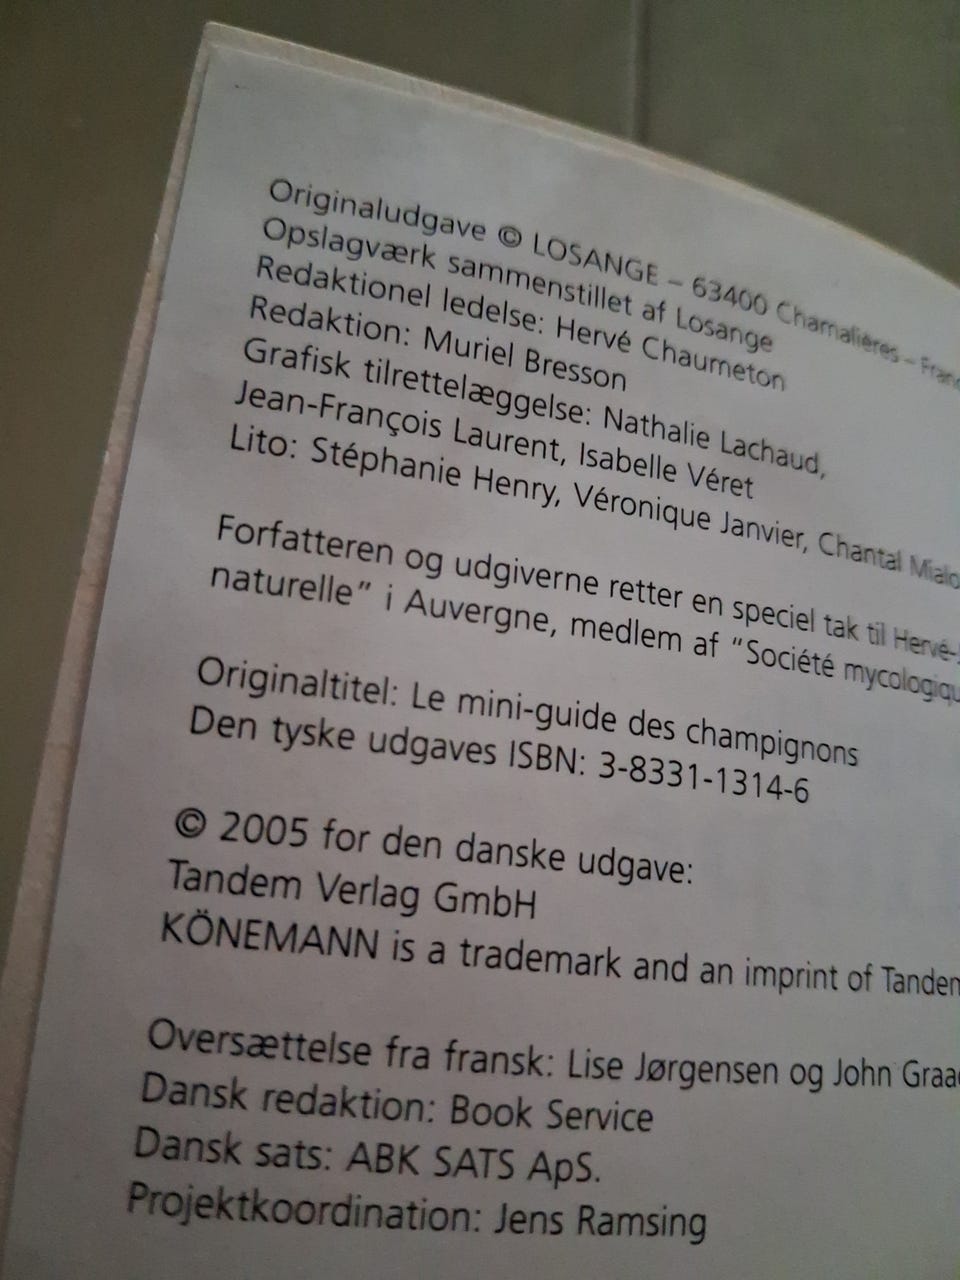 Originaludgave © LOSANGE – 63400 Chamalières –
Opslagværk sammenstillet af Losange
Redaktionel ledelse: Hervé Chaumeton
Redaktion: Muriel Bresson
Grafisk tilrettelæggelse: Nathalie Lachaud,
Jean-François Laurent, Isabelle Véret
Lito: Stéphanie Henry, Véronique Janvier, Chantal
Forfatteren og udgiverne retter en speciel tak til
naturelle” i Auvergne, medlem af “Société
Originaltitel: Le mini-guide des champignons
Den tyske udgaves ISBN: 3-8331-1314-6
© 2005 for den danske udgave:
Tandem Verlag GmbH
KÖNEMANN is a trademark and an imprint of
Oversættelse fra fransk: Lise Jørgensen og John
Dansk redaktion: Book Service
Dansk sats: ABK SATS ApS.
Projektkoordination: Jens Ramsing